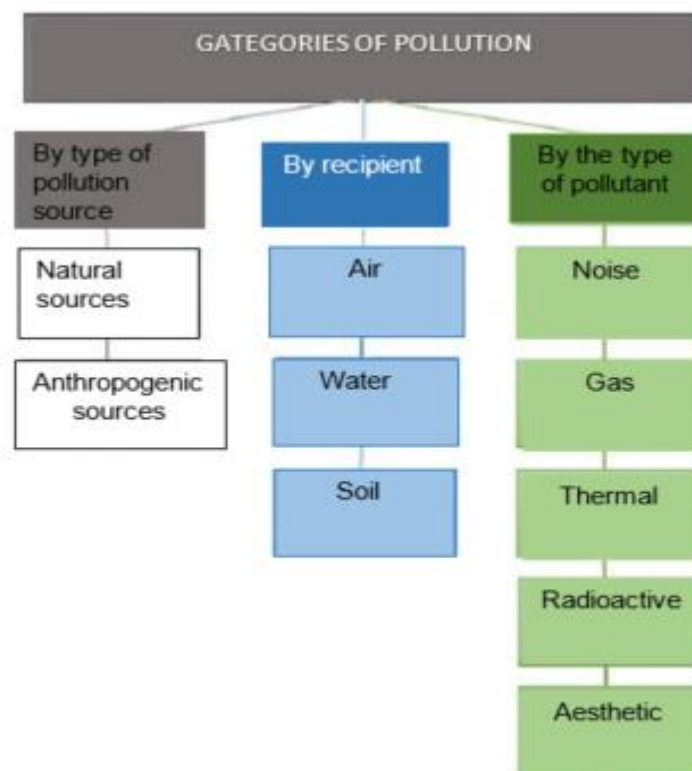 GATEGORIES OF POLLUTION
By type of
pollution
source
Natural
sources
Anthropogenic
sources
By recipient
Air
Water
Soil
By the type
of pollutant
Noise
Gas
Thermal
Radioactive
Aesthetic